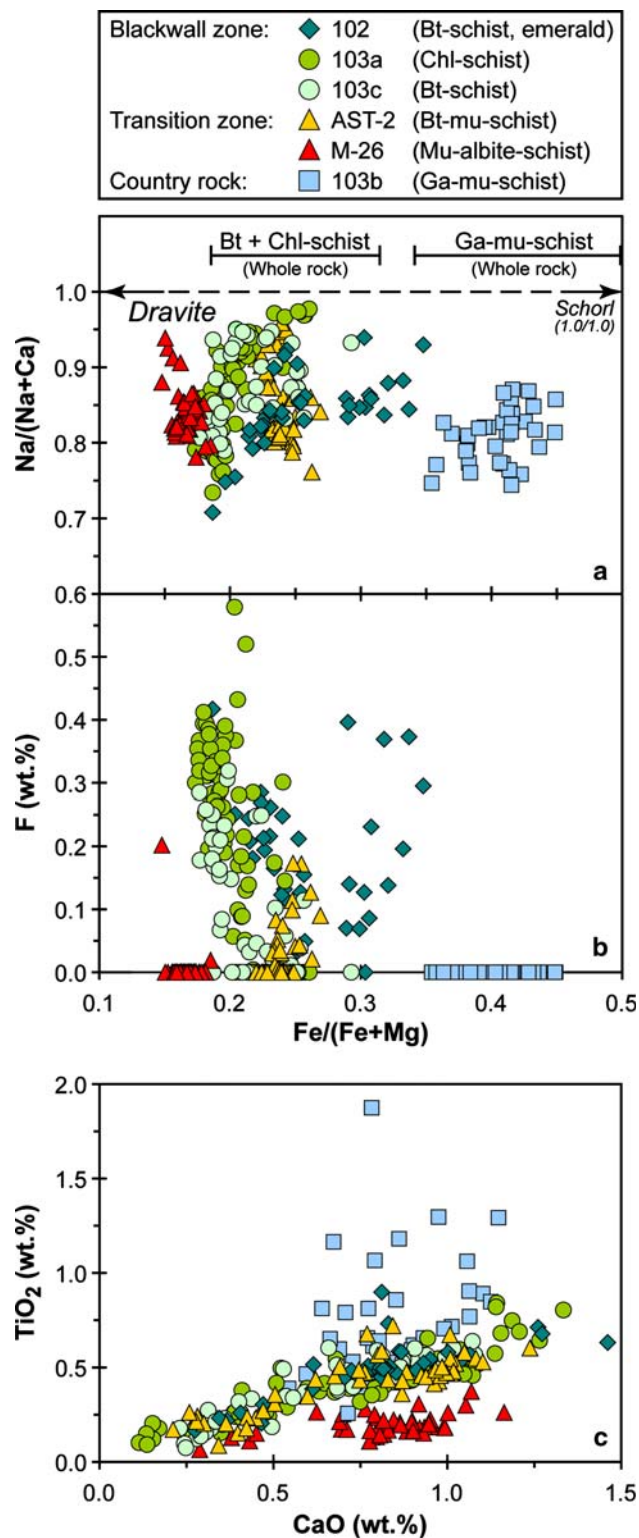 Blackwall zone: 102 (Bt-schist, emerald)
103a (Chl-schist)
103c (Bt-schist)
Transition zone: AST-2 (Bt-mu-schist)
M-26 (Mu-albite-schist)
Country rock: 103b (Ga-mu-schist)
Bt + Chl-schist Ga-mu-schist
(Whole rock) (Whole rock)
1.0
Dravite Schorl
(1.0/1.0)
0.9
Na/(Na+Ca)
0.8
0.7
a
0.6
0.5
0.4
F (wt.%)
0.3
0.2
0.1
b
0.0
0.1 0.2 0.3 0.4 0.5
Fe/(Fe+Mg)
2.0
1.5
TiO2 (wt.%)
1.0
0.5
c
0.0
0.0 0.5 1.0 1.5
CaO (wt.%)